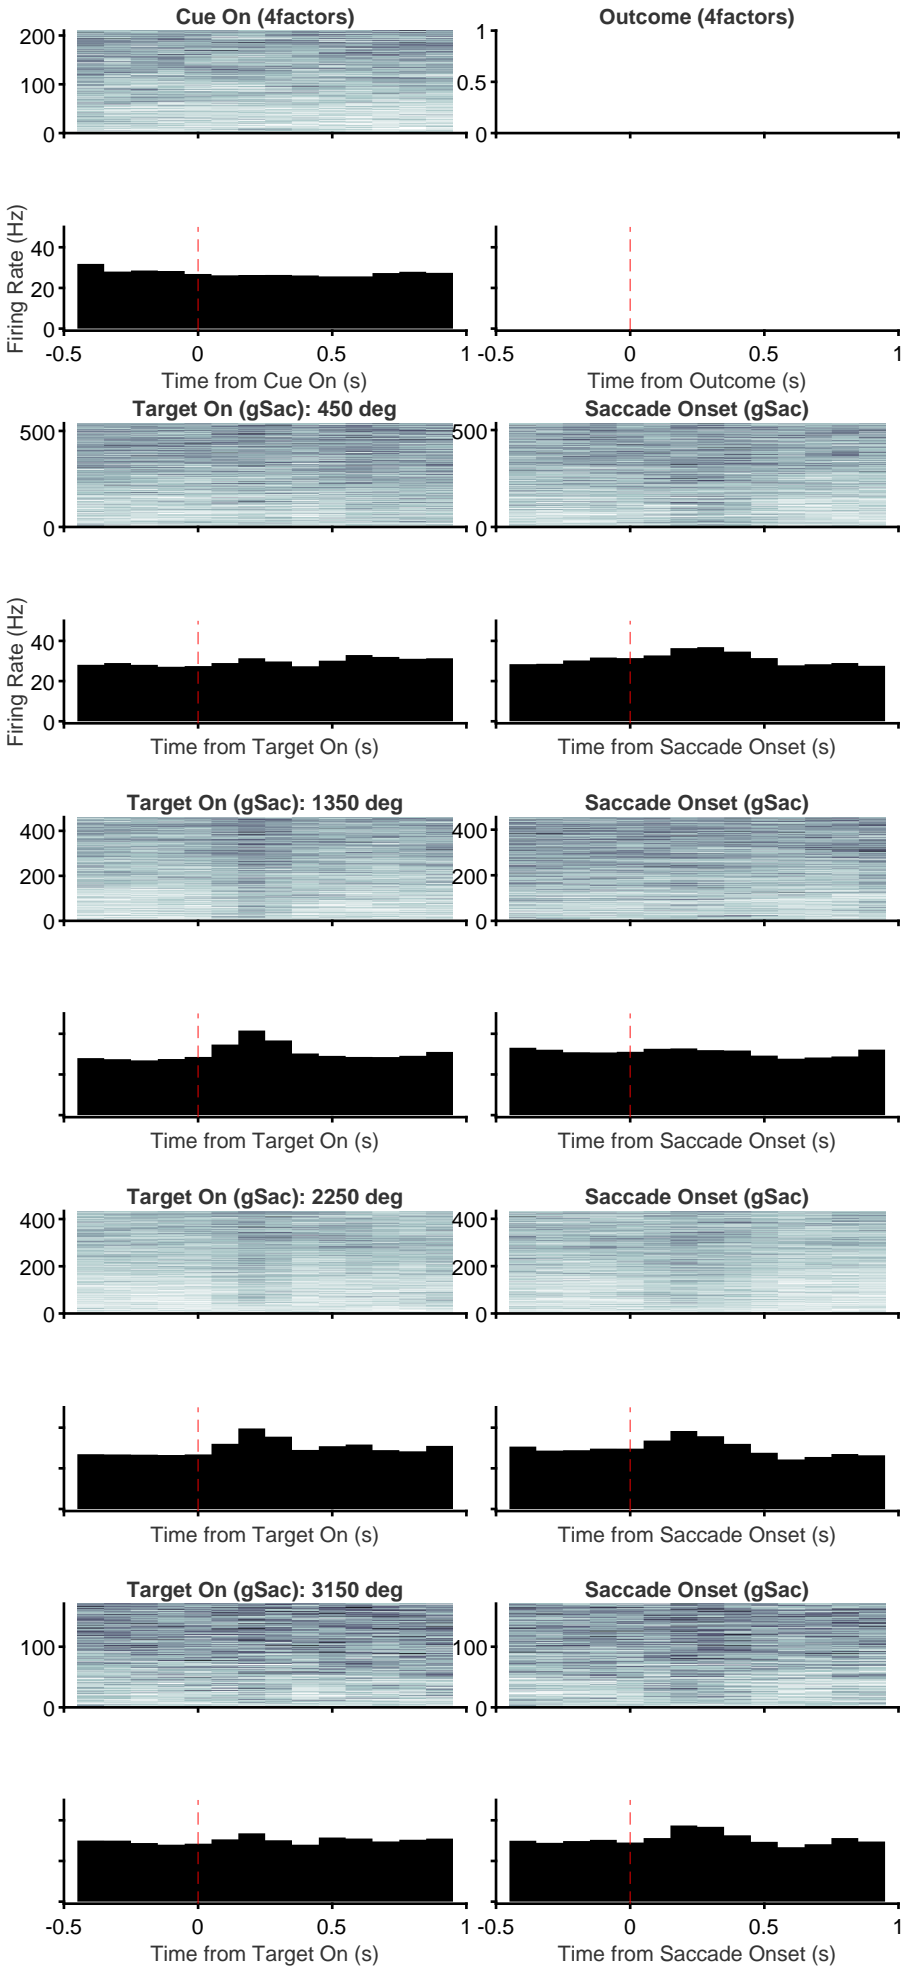 Cue On (4factors)
Outcome (4factors)
200
100
0
1
0.5
0
Firing Rate (Hz)
40
20
0
-0.5 0 0.5 1
-0.5 0 0.5 1
Time from Cue On (s)
Time from Outcome (s)
Target On (gSac): 450 deg
Saccade Onset (gSac)
500
0
500
0
Firing Rate (Hz)
40
20
0
Time from Target On (s)
Time from Saccade Onset (s)
Target On (gSac): 1350 deg
Saccade Onset (gSac)
400
200
0
400
200
0
Time from Target On (s)
Time from Saccade Onset (s)
Target On (gSac): 2250 deg
Saccade Onset (gSac)
400
200
0
400
200
0
Time from Target On (s)
Time from Saccade Onset (s)
Target On (gSac): 3150 deg
Saccade Onset (gSac)
100
0
100
0
-0.5 0 0.5 1
-0.5 0 0.5 1
Time from Target On (s)
Time from Saccade Onset (s)